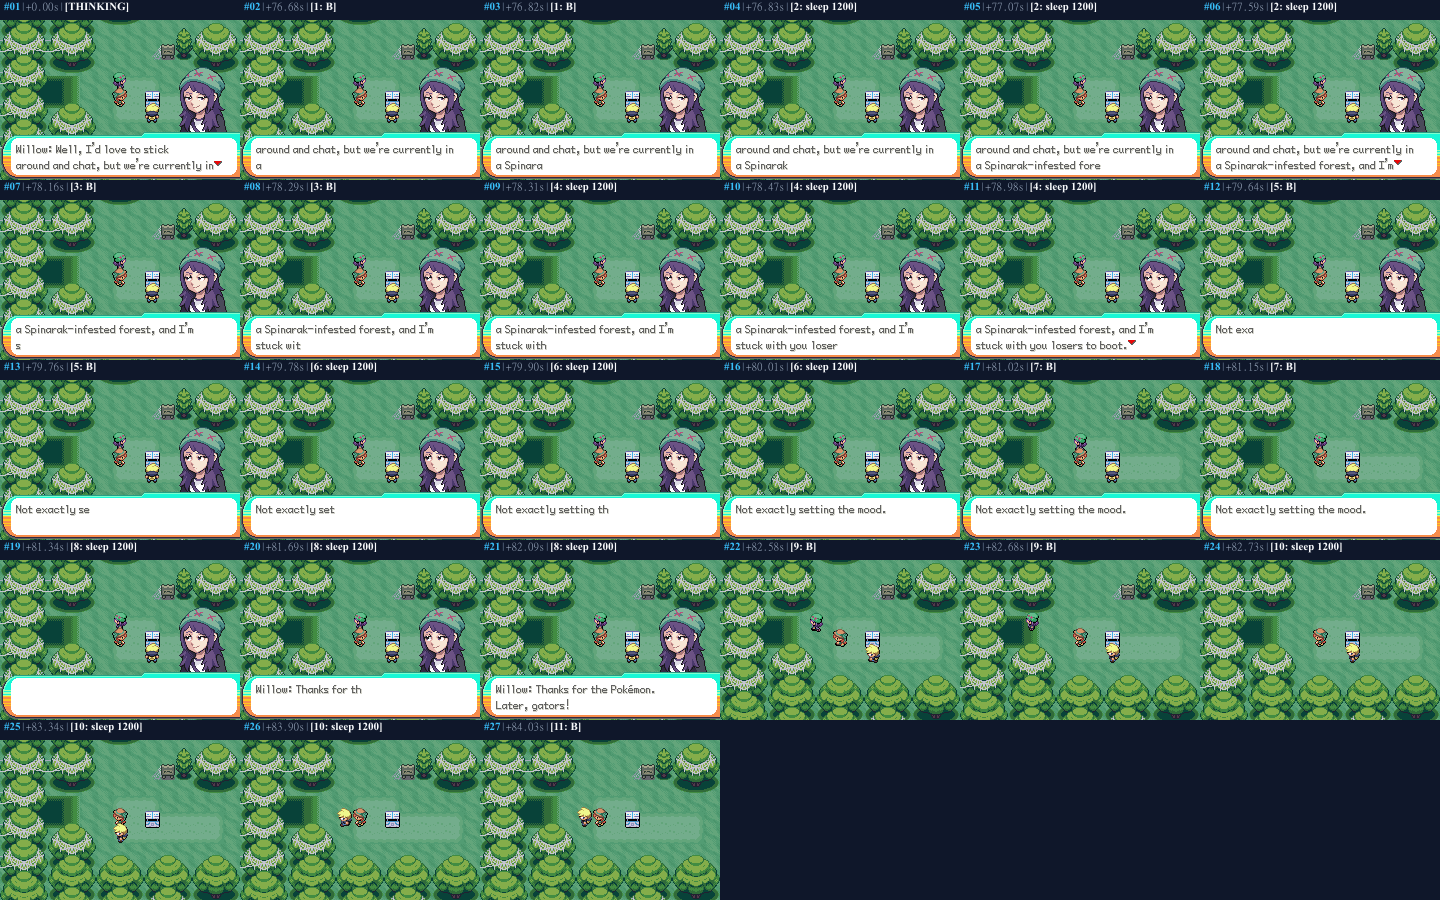 #01 | +0.00s | [THINKING]
Willow: Well, I'd love to stick
around and chat, but we're currently in
#02 | +76.68s | [1: B]
around and chat, but we're currently in
a
#03 | +76.82s | [1: B]
around and chat, but we're currently in
a Spinara
#04 | +76.83s | [2: sleep 1200]
around and chat, but we're currently in
a Spinarak
#05 | +77.07s | [2: sleep 1200]
around and chat, but we're currently in
a Spinarak-infested fore
#06 | +77.59s | [2: sleep 1200]
around and chat, but we're currently in
a Spinarak-infested forest, and I'm
#07 | +78.16s | [3: B]
a Spinarak-infested forest, and I'm
s
#08 | +78.29s | [3: B]
a Spinarak-infested forest, and I'm
stuck wit
#09 | +78.31s | [4: sleep 1200]
a Spinarak-infested forest, and I'm
stuck with
#10 | +78.47s | [4: sleep 1200]
a Spinarak-infested forest, and I'm
stuck with you loser
#11 | +78.98s | [4: sleep 1200]
a Spinarak-infested forest, and I'm
stuck with you losers to boot.
#12 | +79.64s | [5: B]
Not exa
#13 | +79.76s | [5: B]
Not exactly se
#14 | +79.78s | [6: sleep 1200]
Not exactly set
#15 | +79.90s | [6: sleep 1200]
Not exactly setting th
#16 | +80.01s | [6: sleep 1200]
Not exactly setting the mood.
#17 | +81.02s | [7: B]
Not exactly setting the mood.
#18 | +81.15s | [7: B]
Not exactly setting the mood.
#19 | +81.34s | [8: sleep 1200]
#20 | +81.69s | [8: sleep 1200]
Willow: Thanks for th
#21 | +82.09s | [8: sleep 1200]
Willow: Thanks for the Pokémon.
Later, gators!
#22 | +82.58s | [9: B]
#23 | +82.68s | [9: B]
#24 | +82.73s | [10: sleep 1200]
#25 | +83.34s | [10: sleep 1200]
#26 | +83.90s | [10: sleep 1200]
#27 | +84.03s | [11: B]